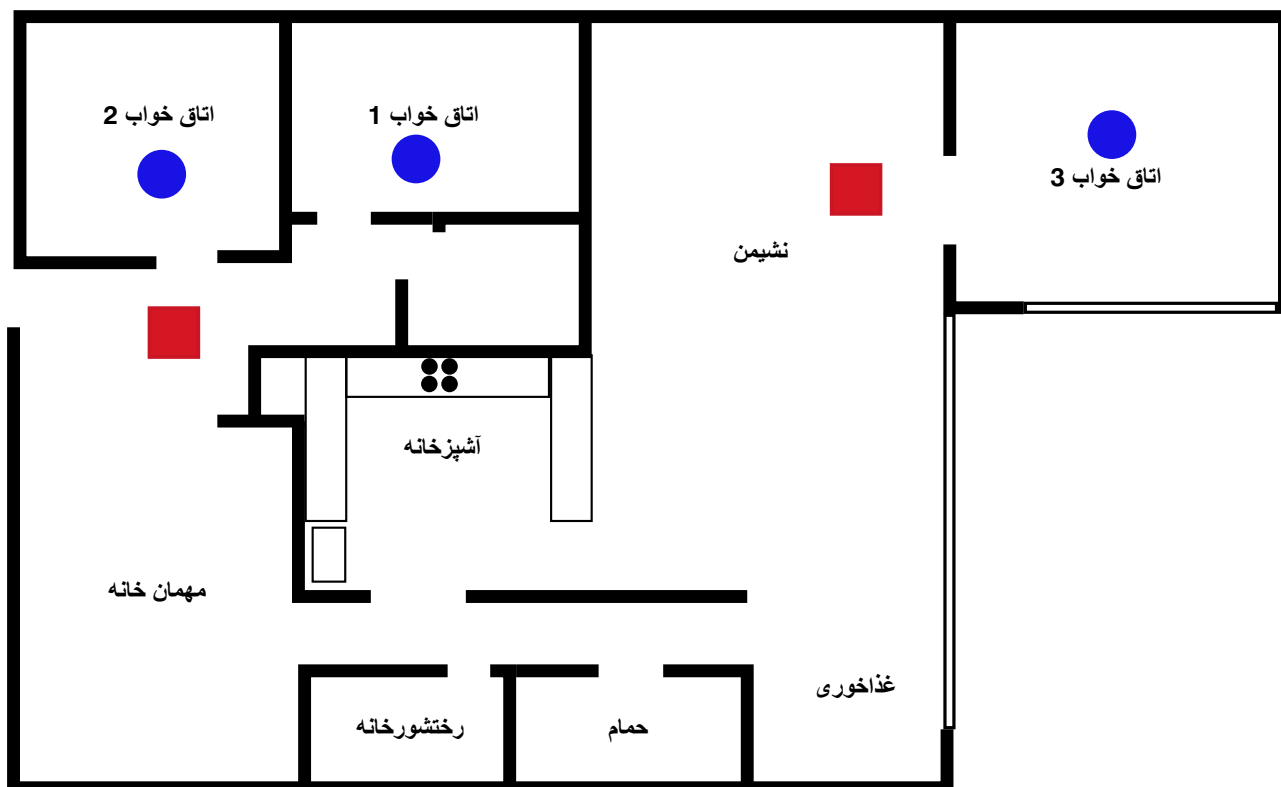 اتاق خواب 2
اتاق خواب 1
اتاق خواب 3
نشیمن
آشپزخانه
مهمان خانه
غذاخوری
رختشورخانه
حمام